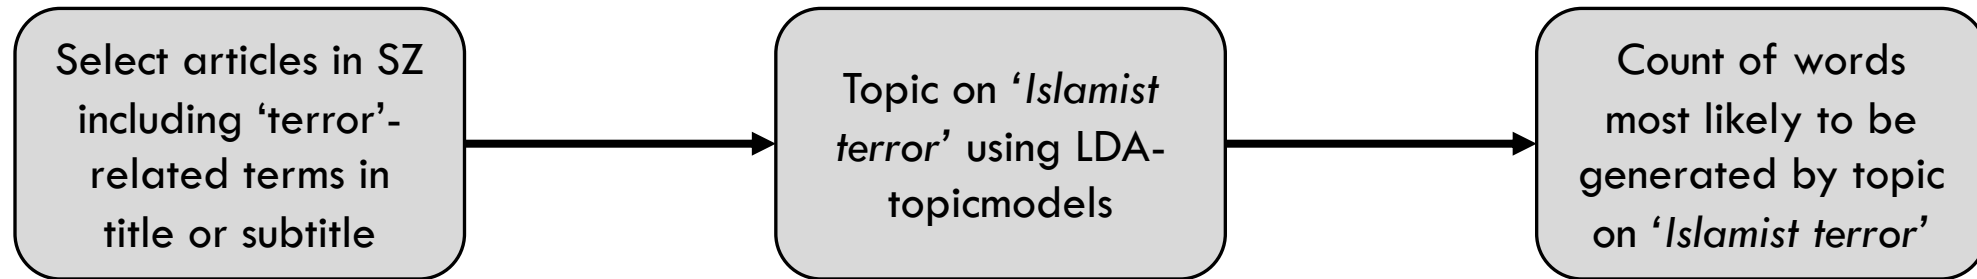 Select articles in SZ
including ‘terror’-
related terms in
title or subtitle
Topic on ‘Islamist
terror’ using LDA-
topicmodels
Count of words
most likely to be
generated by topic
on ‘Islamist terror’